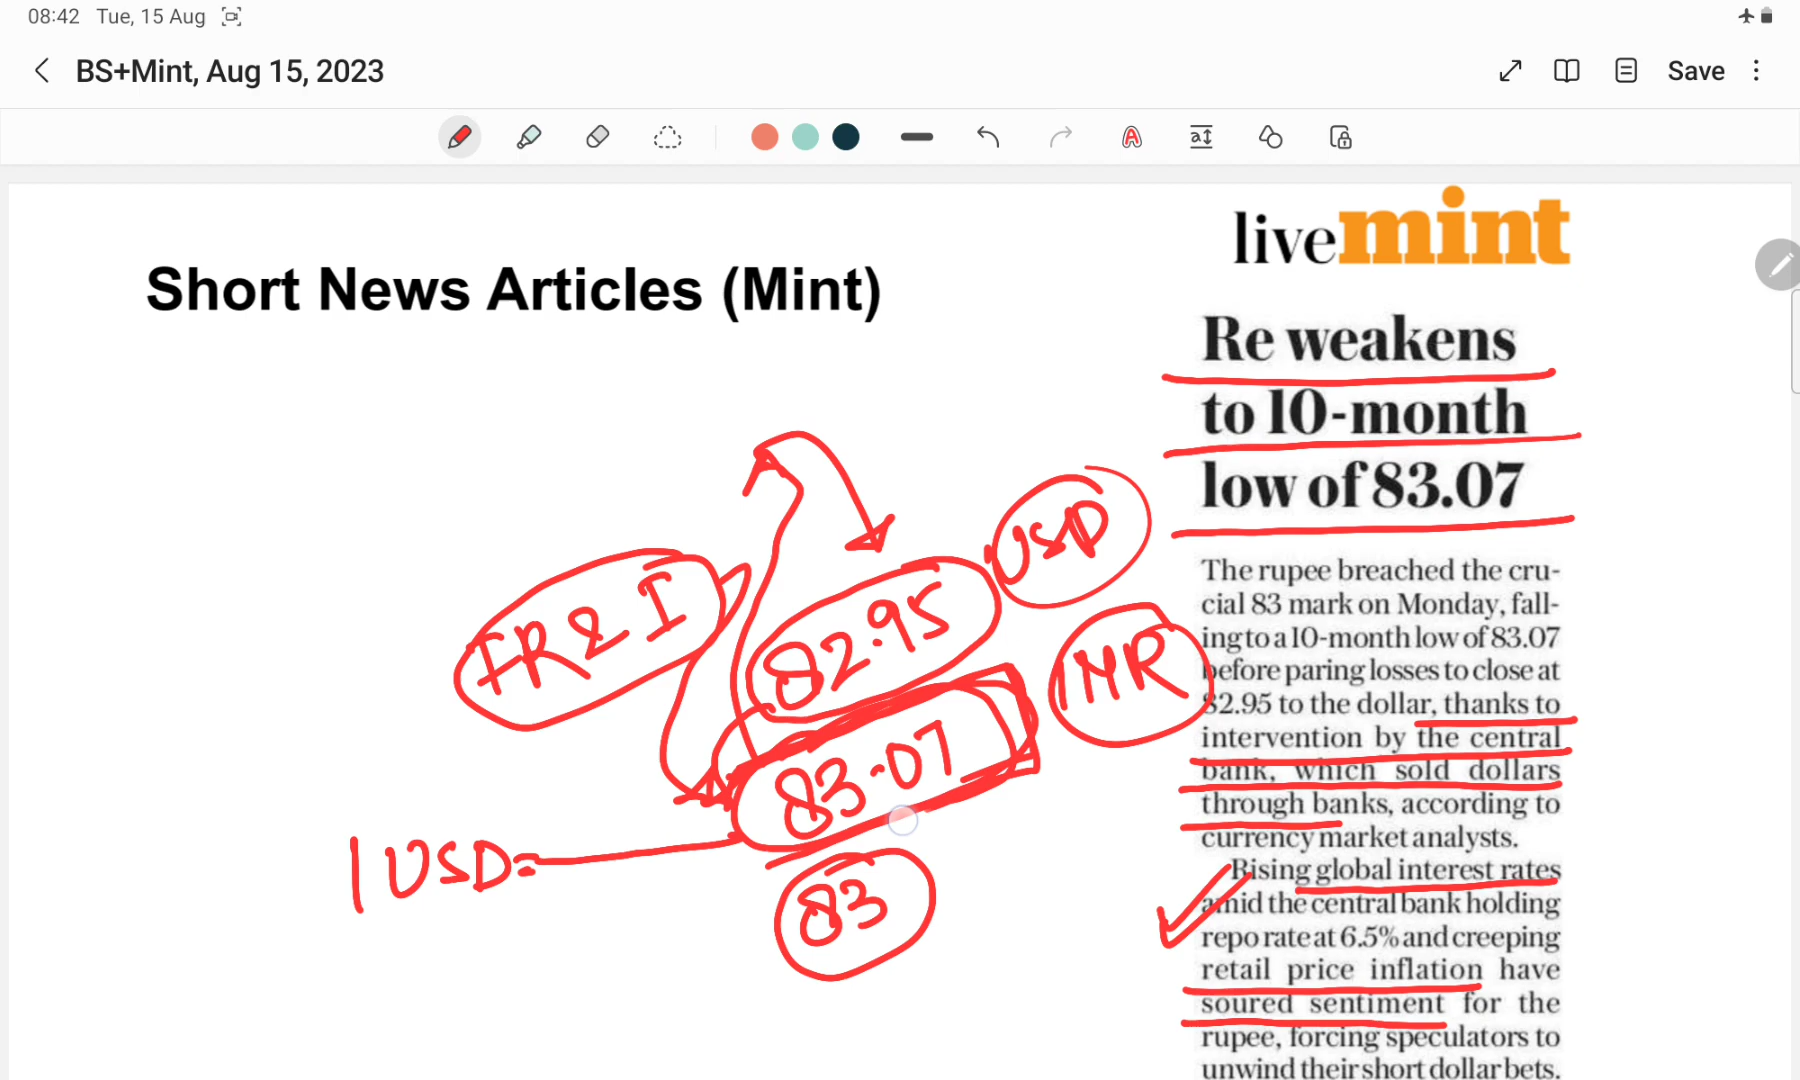 08:42 Tue, 15 Aug
BS+Mint, Aug 15, 2023
Save
Short News Articles (Mint)
livemint
Re weakens
to 10-month
low of 83.07
The rupee breached the cru-
cial 83 mark on Monday, fall-
ing to a 10-month low of 83.07
before paring losses to close at
82.95 to the dollar, thanks to
intervention by the central
bank, which sold dollars
through banks, according to
currency market analysts.
Rising global interest rates
amid the central bank holding
repo rate at 6.5% and creeping
retail price inflation have
soured sentiment for the
rupee, forcing speculators to
unwind their short dollar bets.
USD
82.95
IR & I
INR
83.07
1 USD=
83